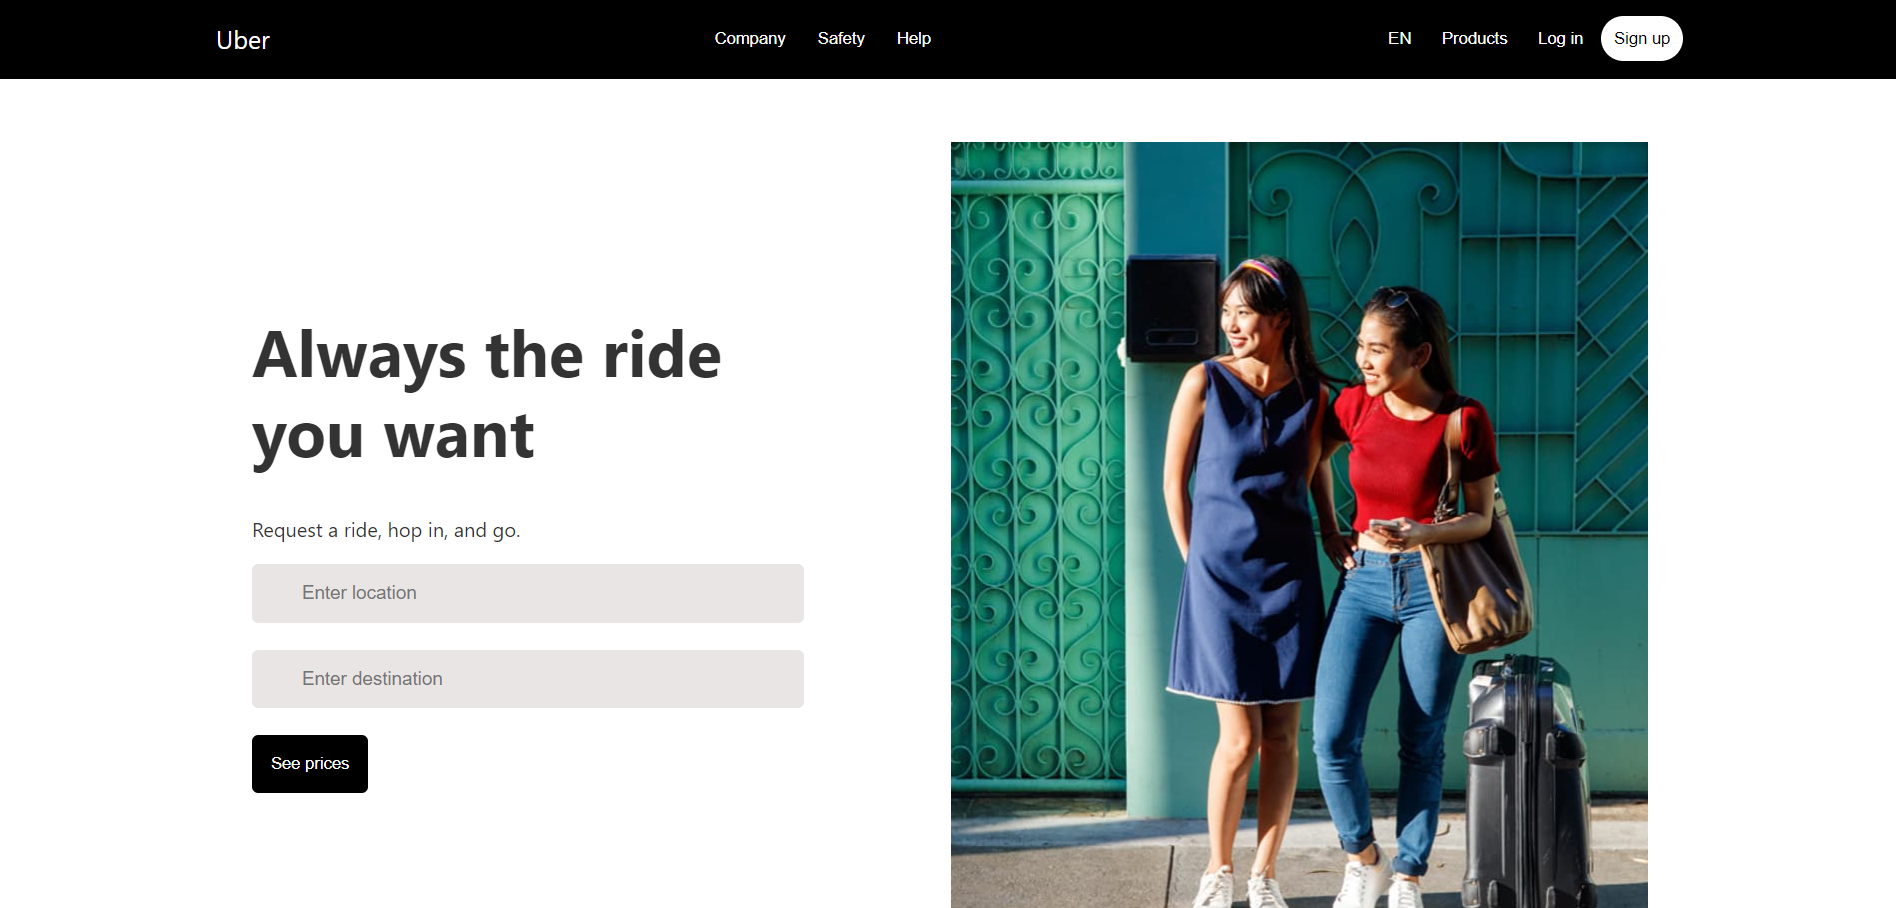 Uber
Company Safety Help
EN Products Log in Sign up
Always the ride
you want
Request a ride, hop in, and go.
Enter location
Enter destination
See prices